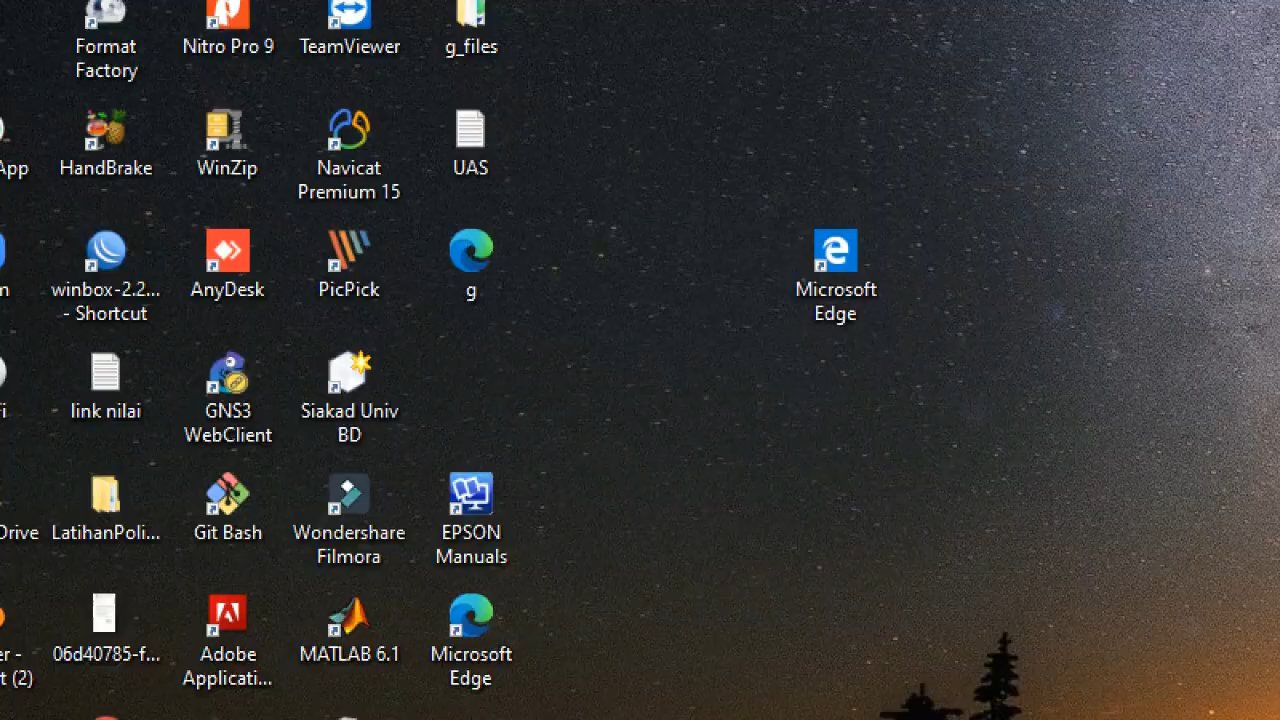 Format
Factory
Nitro Pro 9
TeamViewer
g_files
App
HandBrake
WinZip
Navicat
Premium 15
UAS
n
winbox-2.2...
- Shortcut
AnyDesk
PicPick
g
Microsoft
Edge
i
link nilai
GNS3
WebClient
Siakad Univ
BD
Drive
LatihanPoli...
Git Bash
Wondershare
Filmora
EPSON
Manuals
er -
t (2)
06d40785-f...
Adobe
Applicati...
MATLAB 6.1
Microsoft
Edge